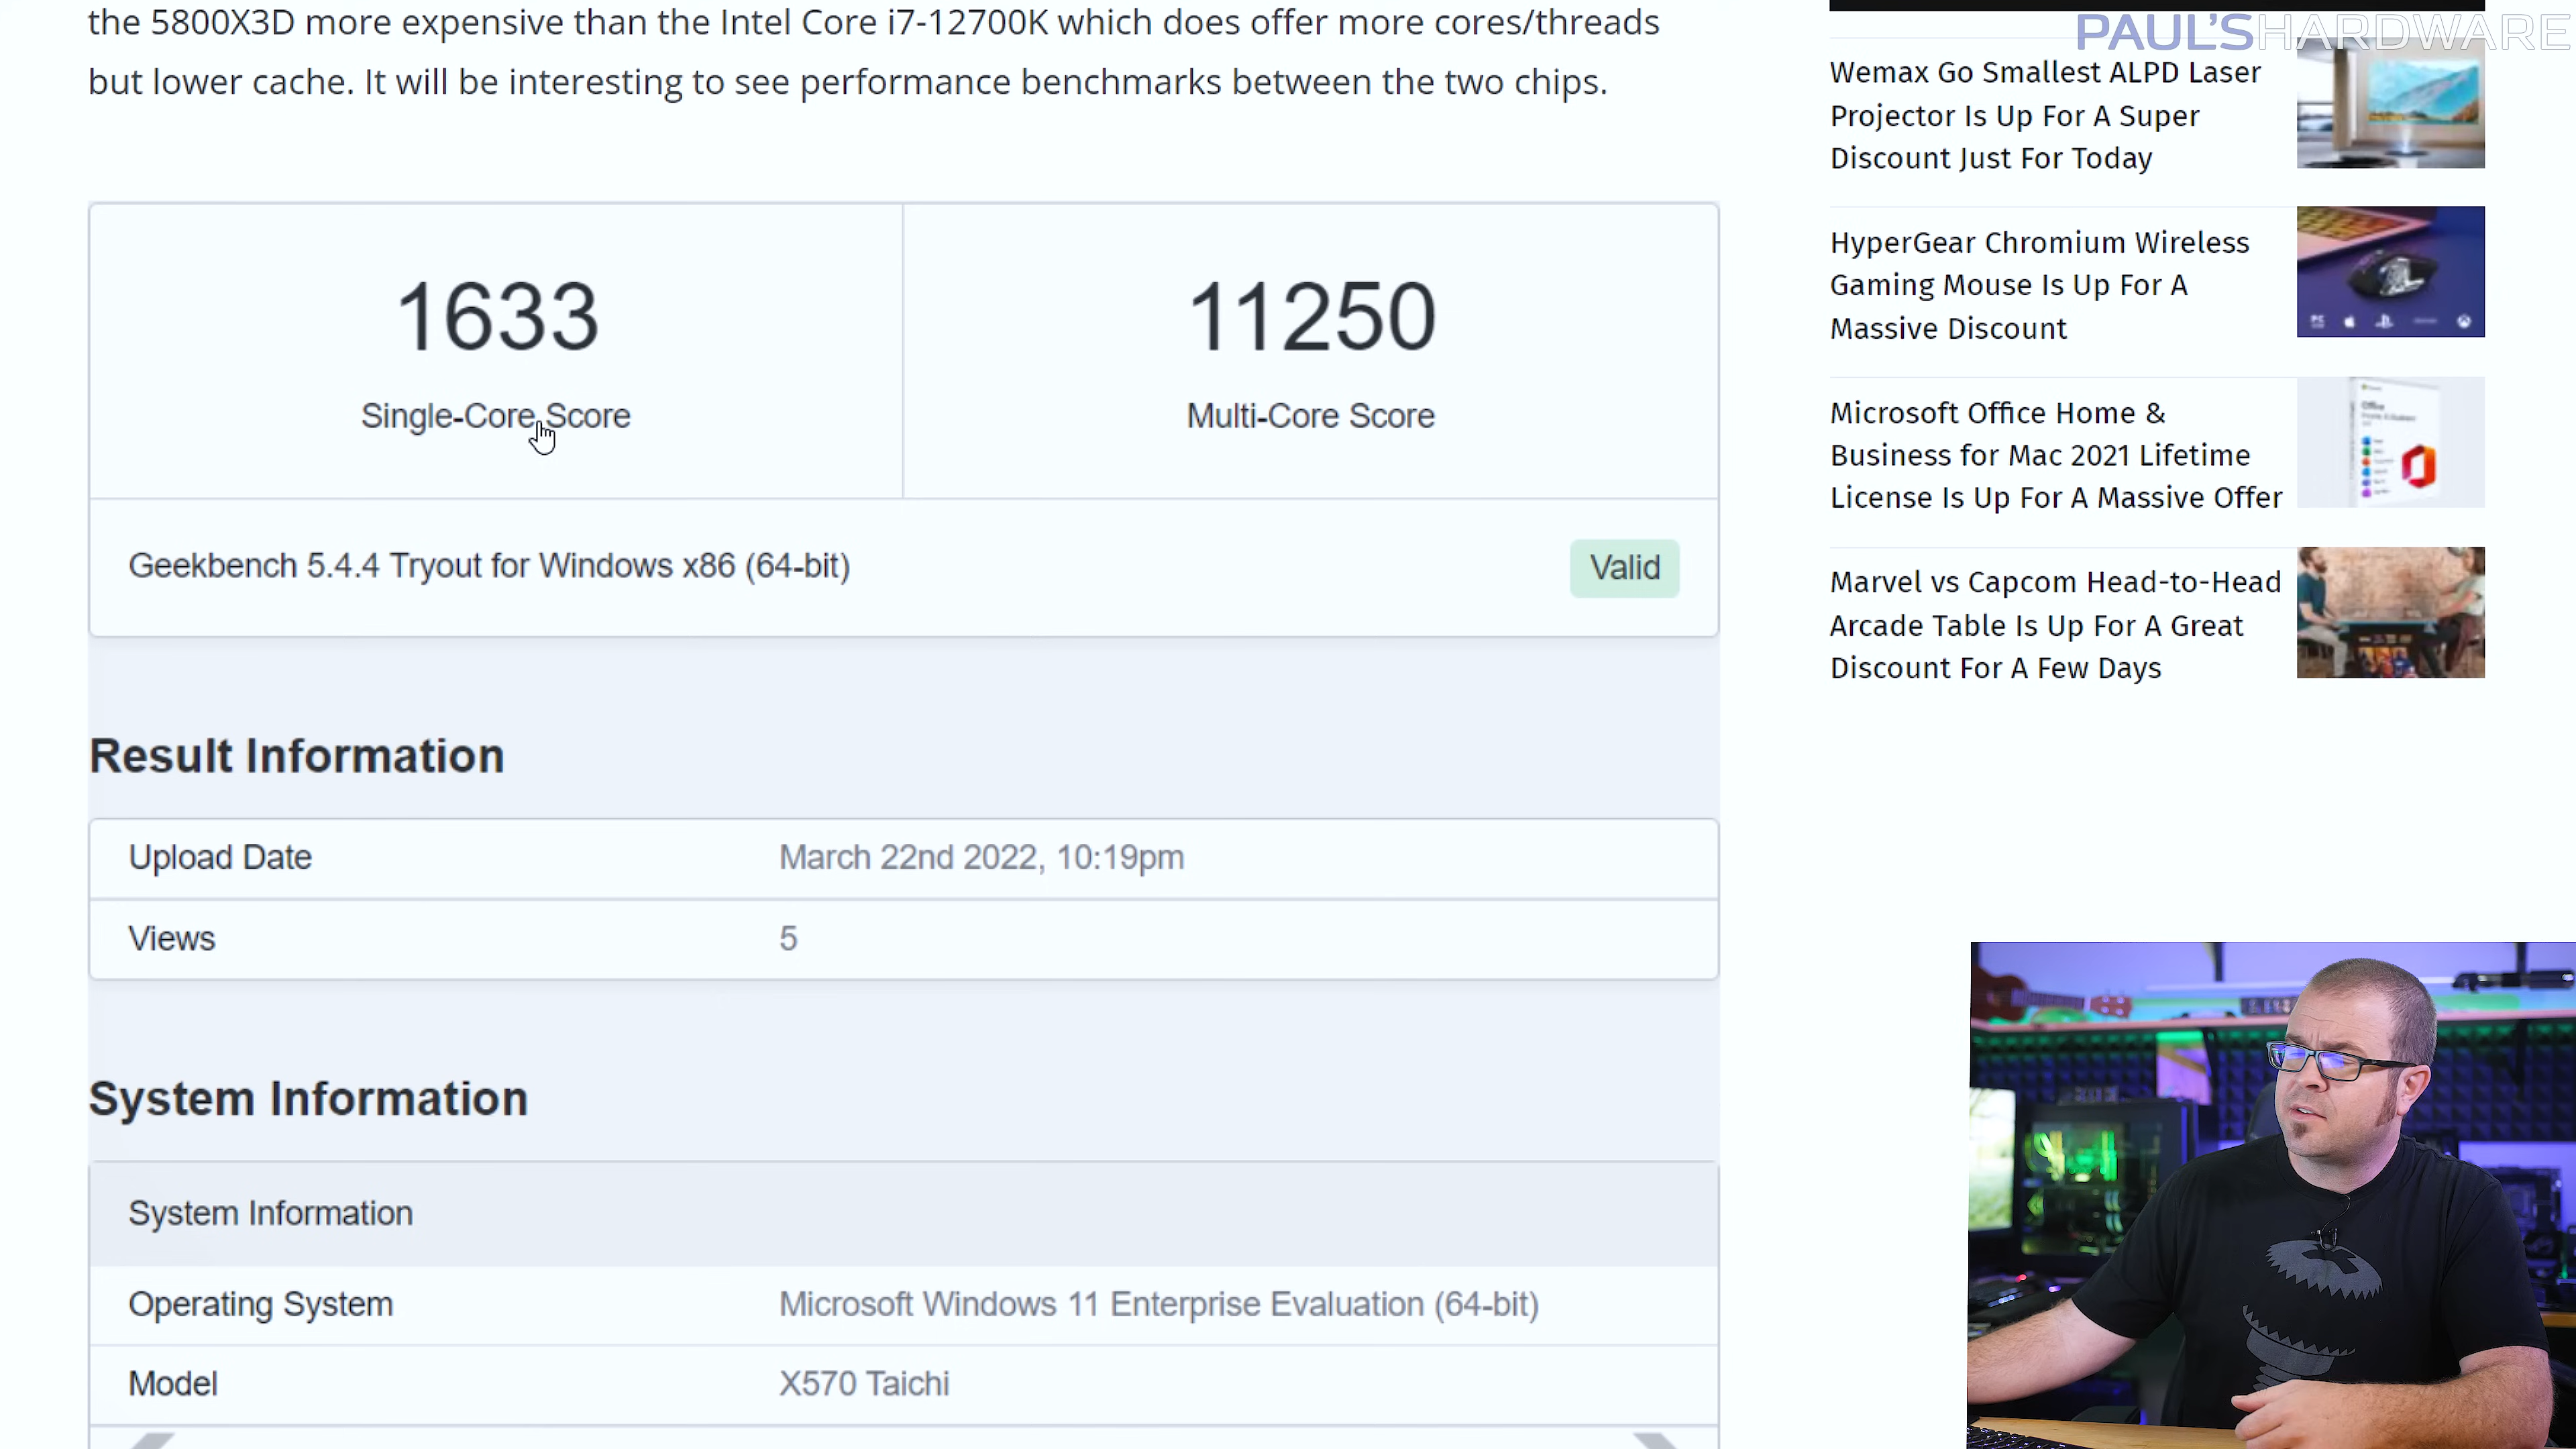 the 5800X3D more expensive than the Intel Core i7-12700K which does offer more cores/threads
but lower cache. It will be interesting to see performance benchmarks between the two chips.
1633
Single-Core Score
11250
Multi-Core Score
Geekbench 5.4.4 Tryout for Windows x86 (64-bit)
Valid
Result Information
Upload Date
March 22nd 2022, 10:19pm
Views
5
System Information
System Information
Operating System
Microsoft Windows 11 Enterprise Evaluation (64-bit)
Model
X570 Taichi
PAUL'SHARDWARE
Wemax Go Smallest ALPD Laser
Projector Is Up For A Super
Discount Just For Today
HyperGear Chromium Wireless
Gaming Mouse Is Up For A
Massive Discount
Microsoft Office Home &
Business for Mac 2021 Lifetime
License Is Up For A Massive Offer
Marvel vs Capcom Head-to-Head
Arcade Table Is Up For A Great
Discount For A Few Days
Office